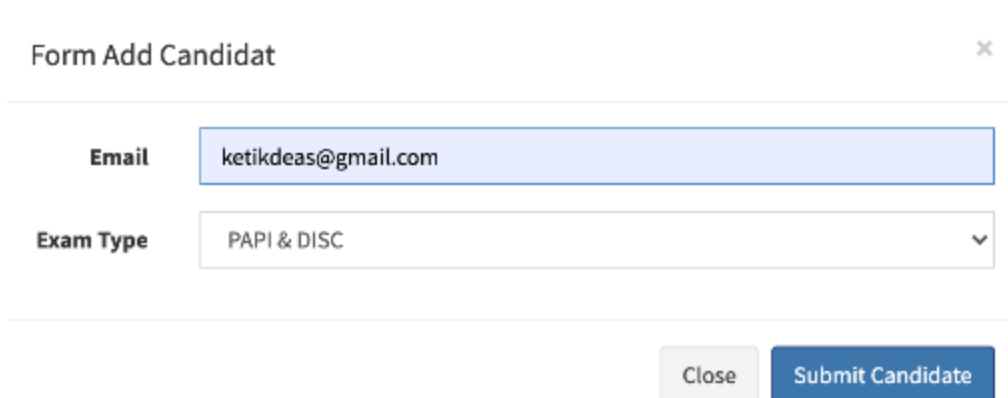 Form Add Candidat ×
Email ketikdeas@gmail.com
Exam Type PAPI & DISC
Close Submit Candidate